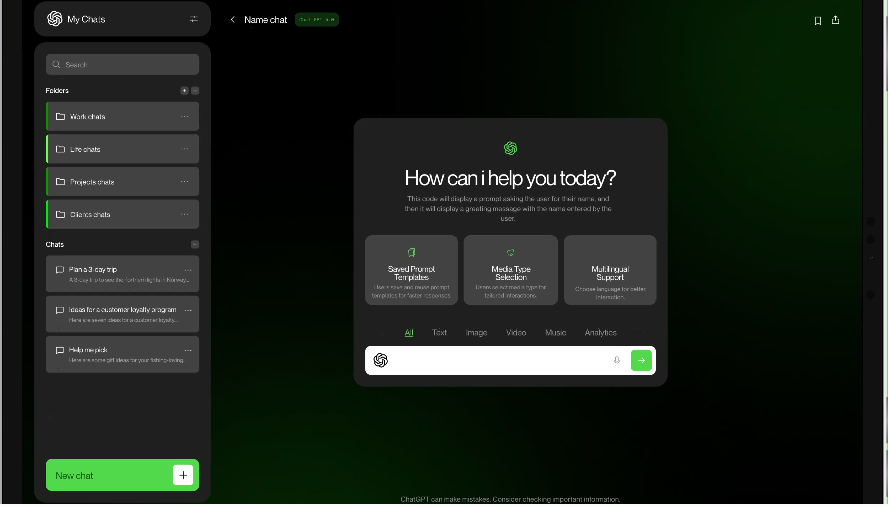 My Chats
Name chat
Search
Folders
Work chats
Life chats
Projects chats
Clients chats
Chats
Plan a 3-day trip
A 3-day trip to see the northern lights in Norway...
Ideas for a customer loyalty program
Here are seven ideas for a customer loyalty...
Help me pick
Here are some gift ideas for your fishing-loving
New chat
How can i help you today?
This code will display a prompt asking the user for their name, and
then it will display a greeting message with the name entered by the
user.
Saved Prompt
Templates
Users save and reuse prompt
templates for faster responses.
Media Type
Selection
Users select media type for
tailored interactions.
Multilingual
Support
Choose language for better
interaction.
All Text Image Video Music Analytics
ChatGPT can make mistakes. Consider checking important information.